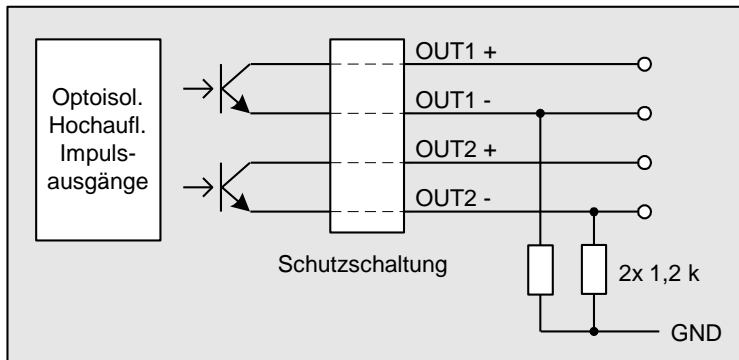 Optoisol.
Hochaufl.
Impuls-
ausgänge
OUT1 +
OUT1 -
OUT2 +
OUT2 -
Schutzschaltung
2x 1,2 k
GND